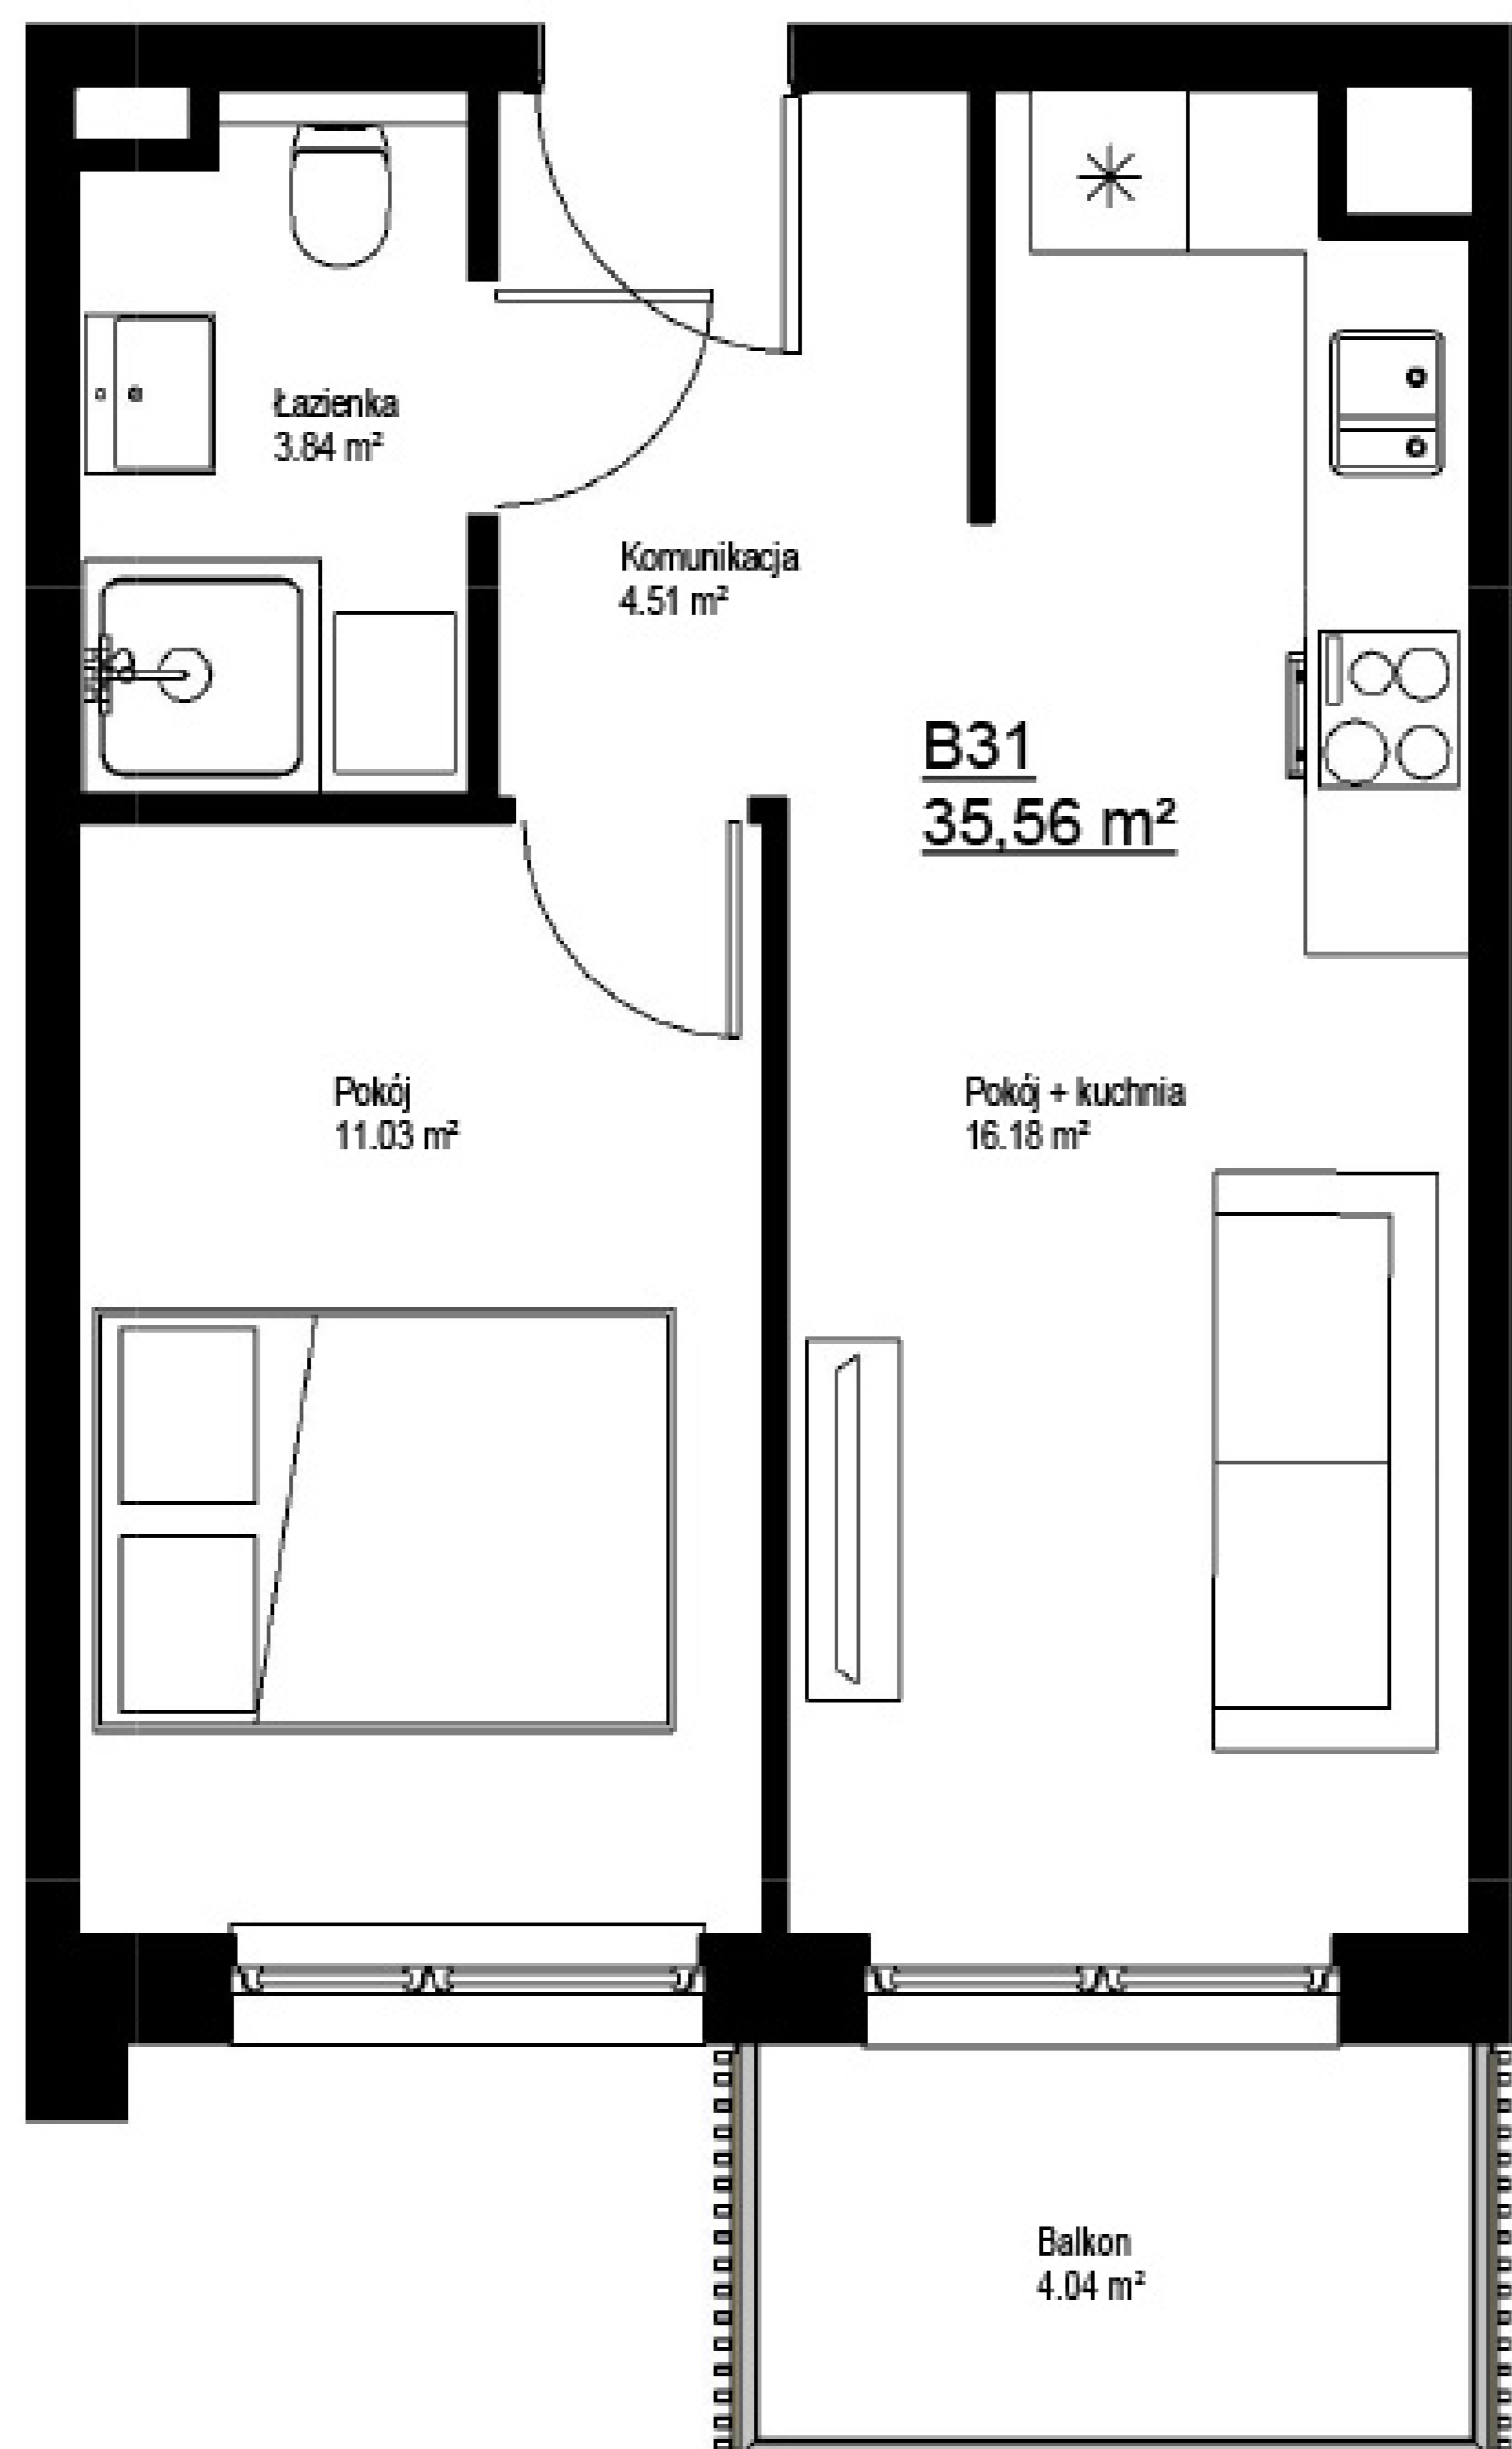 Łazienka
3.84 m²
Komunikacja
4.51 m²
B31
35,56 m²
Pokój
11.03 m²
Pokój + kuchnia
16.18 m²
Balkon
4.04 m²